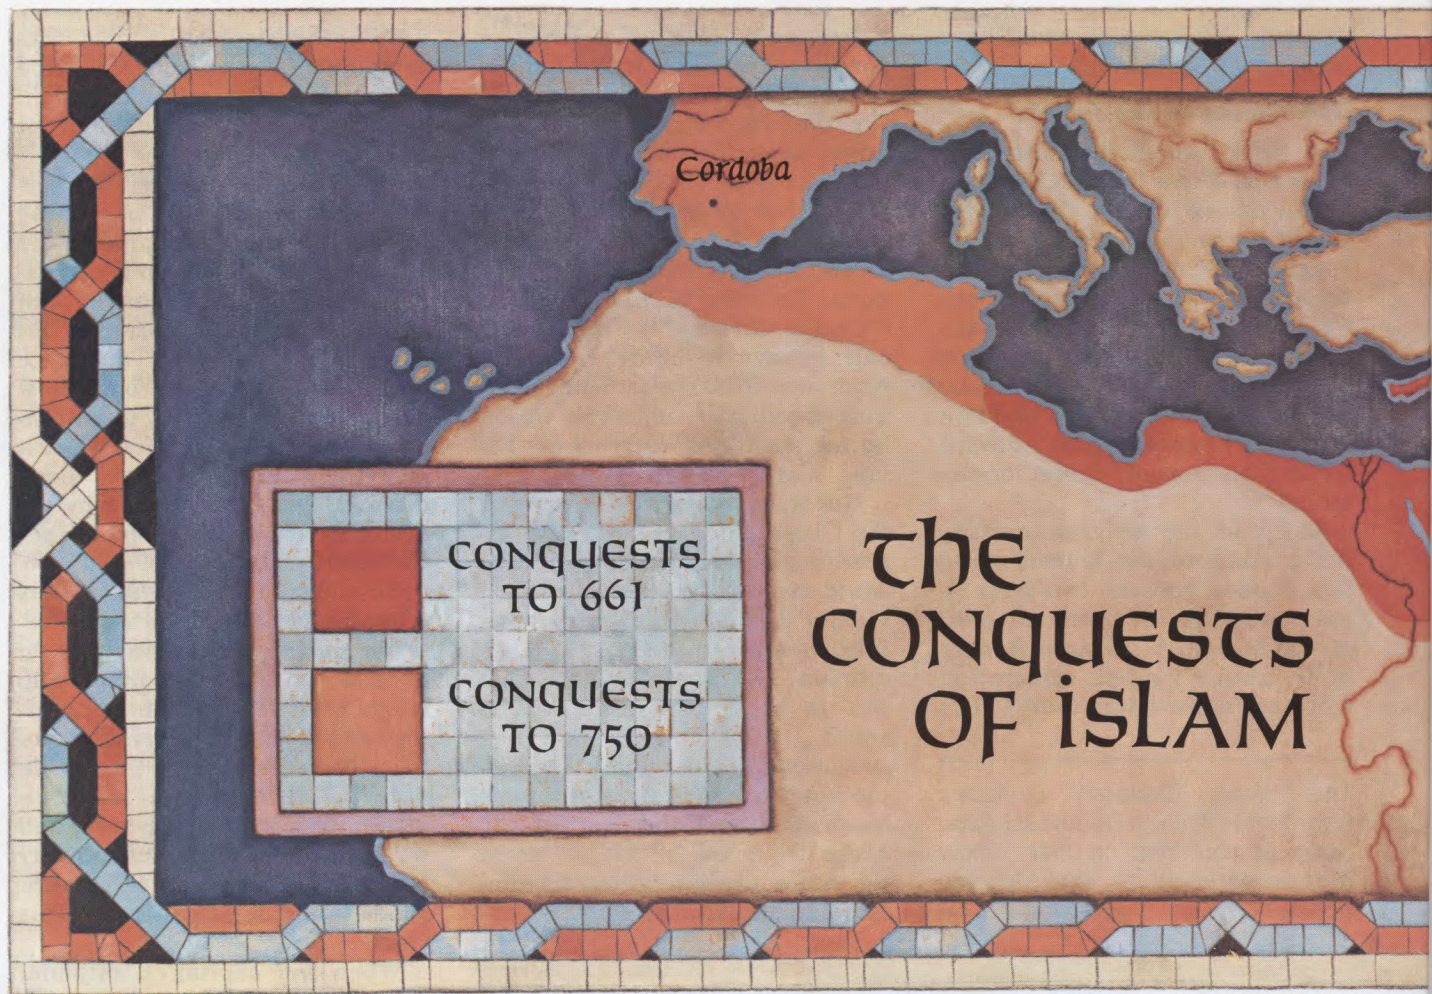 Cordoba
CONQUESTS
TO 661
CONQUESTS
TO 750
The
CONQUESTS
OF iSLAM